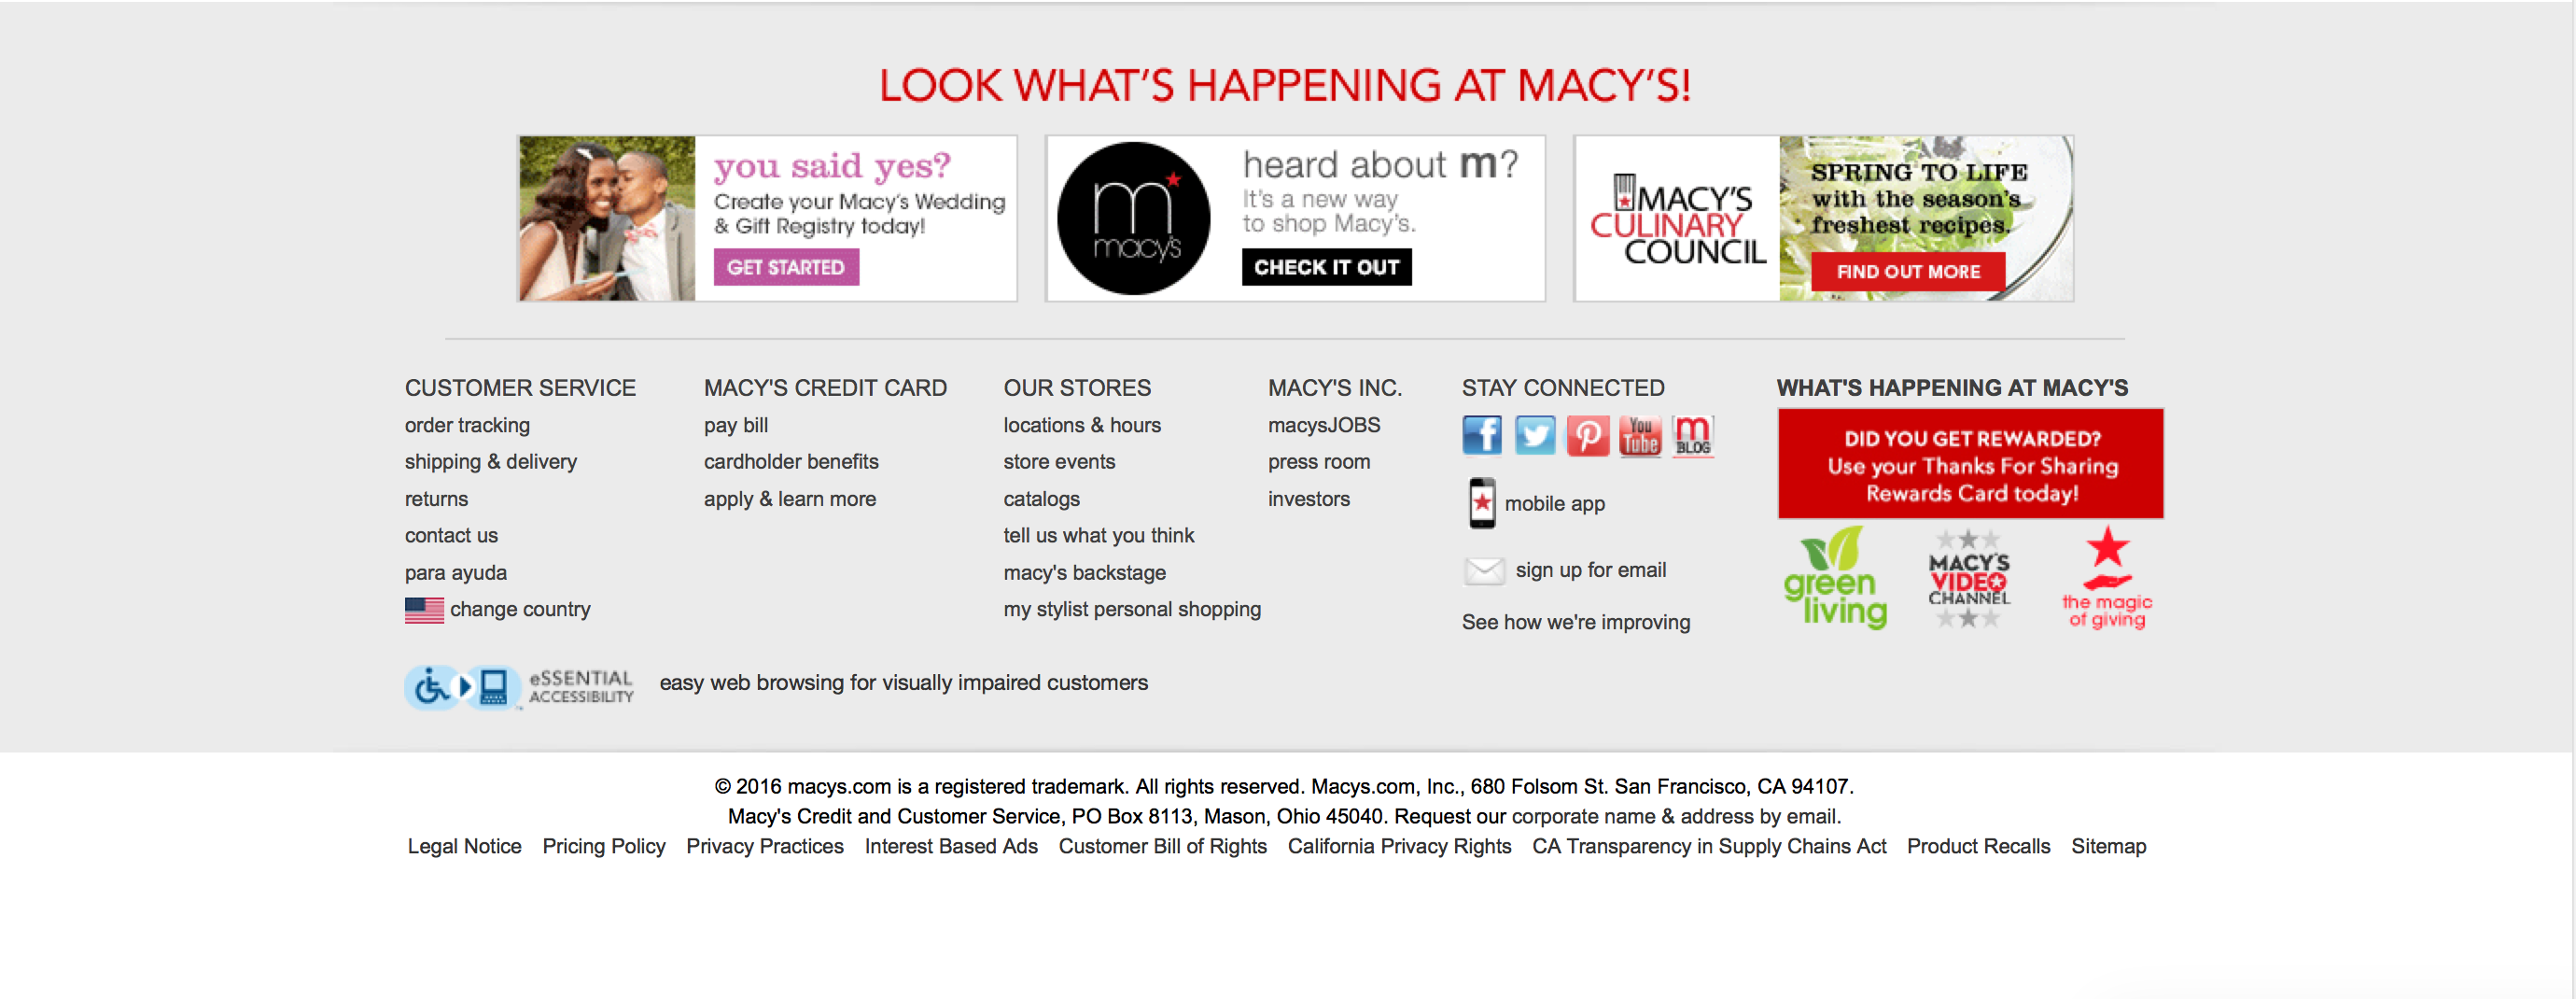 LOOK WHAT'S HAPPENING AT MACY'S!
you said yes?
Create your Macy's Wedding
& Gift Registry today!
GET STARTED
m
macy's
heard about m?
It's a new way
to shop Macy's.
CHECK IT OUT
MACY'S
CULINARY
COUNCIL
SPRING TO LIFE
with the season's
freshest recipes.
FIND OUT MORE
CUSTOMER SERVICE
order tracking
shipping & delivery
returns
contact us
para ayuda
change country
MACY'S CREDIT CARD
pay bill
cardholder benefits
apply & learn more
OUR STORES
locations & hours
store events
catalogs
tell us what you think
macy's backstage
my stylist personal shopping
MACY'S INC.
macysJOBS
press room
investors
STAY CONNECTED
f
You
Tube
m
BLOG
mobile app
sign up for email
See how we're improving
WHAT'S HAPPENING AT MACY'S
DID YOU GET REWARDED?
Use your Thanks For Sharing
Rewards Card today!
green
living
MACY'S
VIDEO
CHANNEL
the magic
of giving
eSSENTIAL
ACCESSIBILITY
easy web browsing for visually impaired customers
© 2016 macys.com is a registered trademark. All rights reserved. Macys.com, Inc., 680 Folsom St. San Francisco, CA 94107.
Macy's Credit and Customer Service, PO Box 8113, Mason, Ohio 45040. Request our corporate name & address by email.
Legal Notice Pricing Policy Privacy Practices Interest Based Ads Customer Bill of Rights California Privacy Rights CA Transparency in Supply Chains Act Product Recalls Sitemap